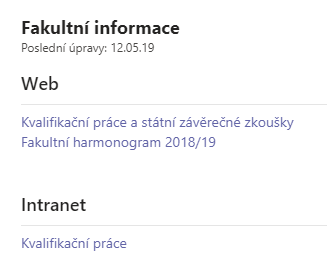 Fakultní informace
Poslední úpravy: 12.05.19
Web
Kvalifikační práce a státní závěrečné zkoušky
Fakultní harmonogram 2018/19
Intranet
Kvalifikační práce